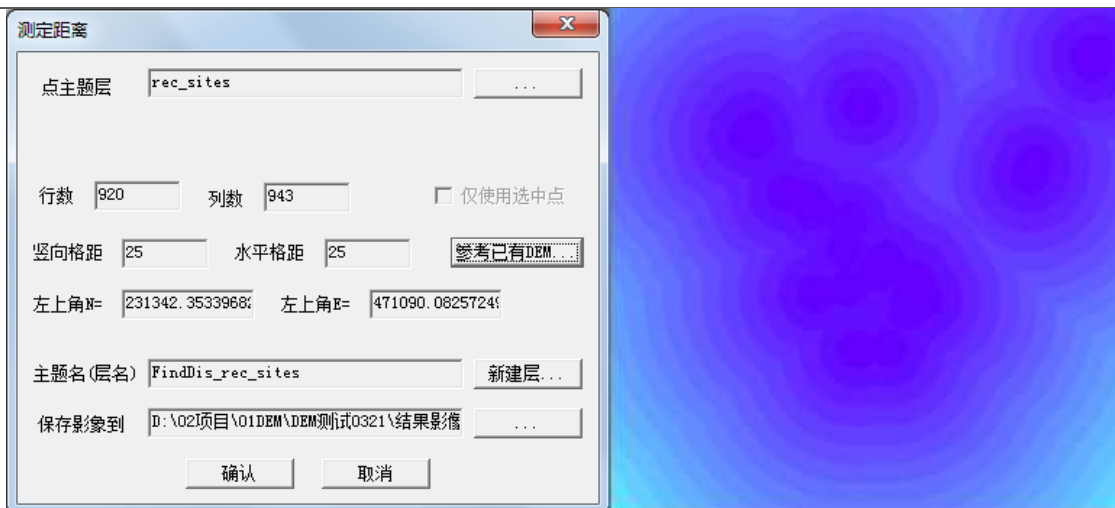 测定距离
点主题层 rec_sites ...
行数 920 列数 943 仅使用选中点
竖向格距 25 水平格距 25 参考已有DEM...
左上角N= 231342.3533968 左上角E= 471090.0825724
主题名(层名) FindDis_rec_sites 新建层...
保存影象到 D:\02项目\01DEM\DEM测试0321\结果影像 ...
确认 取消